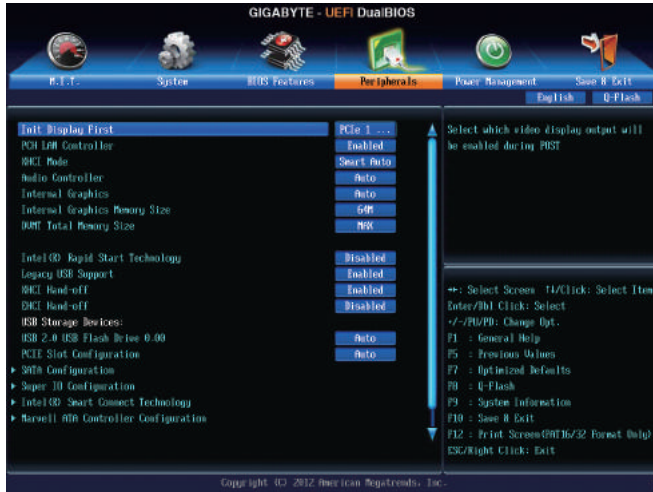 GIGABYTE - UEFI DualBIOS
M.I.T. System BIOS Features Peripherals Power Management Save & Exit
English Q-Flash
Init Display First PCIe 1 ...
PCH LAN Controller Enabled
XHCI Mode Smart Auto
Audio Controller Auto
Internal Graphics Auto
Internal Graphics Memory Size 64M
DVMT Total Memory Size MAX
Intel(R) Rapid Start Technology Disabled
Legacy USB Support Enabled
XHCI Hand-off Enabled
EHCI Hand-off Disabled
USB Storage Devices:
USB 2.0 USB Flash Drive 0.00 Auto
PCIE Slot Configuration Auto
SATA Configuration
Super IO Configuration
Intel(R) Smart Connect Technology
Marvell ATA Controller Configuration
Select which video display output will
be enabled during POST
↔: Select Screen ↑↓/Click: Select Item
Enter/Dbl Click: Select
+/-/PU/PD: Change Opt.
F1 : General Help
F5 : Previous Values
F7 : Optimized Defaults
F8 : Q-Flash
F9 : System Information
F10 : Save & Exit
F12 : Print Screen(FAT16/32 Format Only)
ESC/Right Click: Exit
Copyright (C) 2012 American Megatrends, Inc.